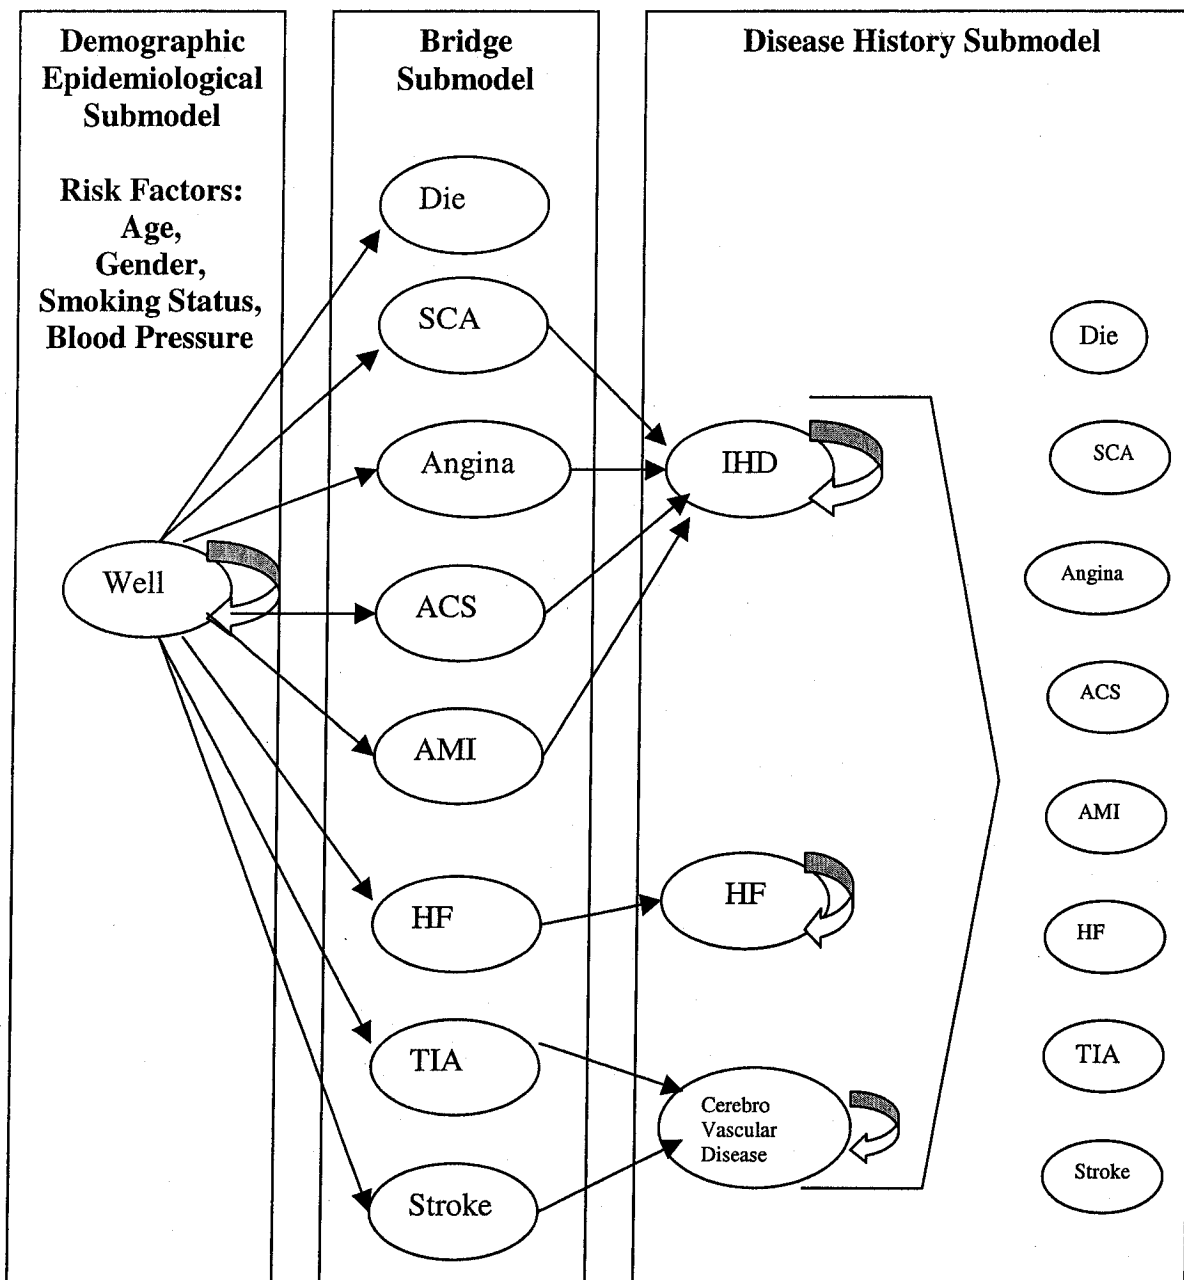 Demographic
Epidemiological
Submodel
Risk Factors:
Age,
Gender,
Smoking Status,
Blood Pressure
Well
Bridge
Submodel
Die
SCA
Angina
ACS
AMI
HF
TIA
Stroke
Disease History Submodel
IHD
HF
Cerebro
Vascular
Disease
Die
SCA
Angina
ACS
AMI
HF
TIA
Stroke